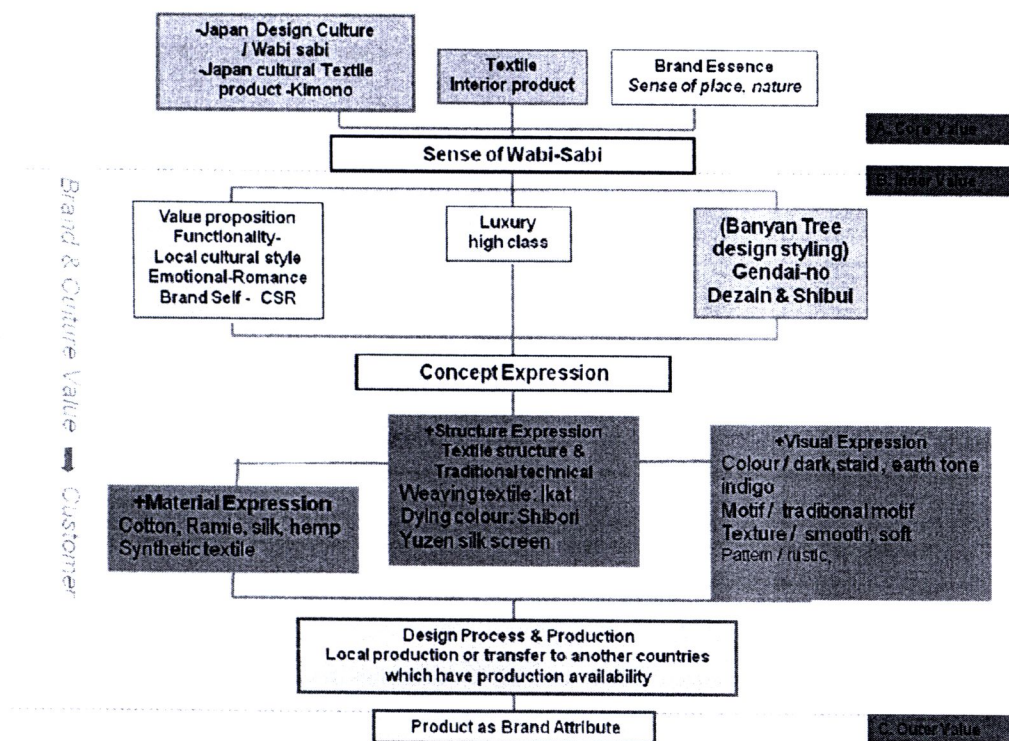 -Japan Design Culture
/ Wabi sabi
-Japan cultural Textile
product -Kimono
Textile
Interior product
Brand Essence
Sense of place, nature
A. Core Value
Sense of Wabi-Sabi
B. Inner Value
Value proposition
Functionality-
Local cultural style
Emotional-Romance
Brand Self - CSR
Luxury
high class
(Banyan Tree
design styling)
Gendai-no
Dezain & Shibui
Brand & Culture Value ➡ Customer
Concept Expression
+Structure Expression
Textile structure &
Traditional technical
Weaving textile: Ikat
Dying colour: Shibori
Yuzen silk screen
+Visual Expression
Colour / dark, staid, earth tone
indigo
Motif / traditional motif
Texture / smooth, soft
Pattern / rustic,
+Material Expression
Cotton, Ramie, silk, hemp
Synthetic textile
Design Process & Production
Local production or transfer to another countries
which have production availability
Product as Brand Attribute
C. Outer Value